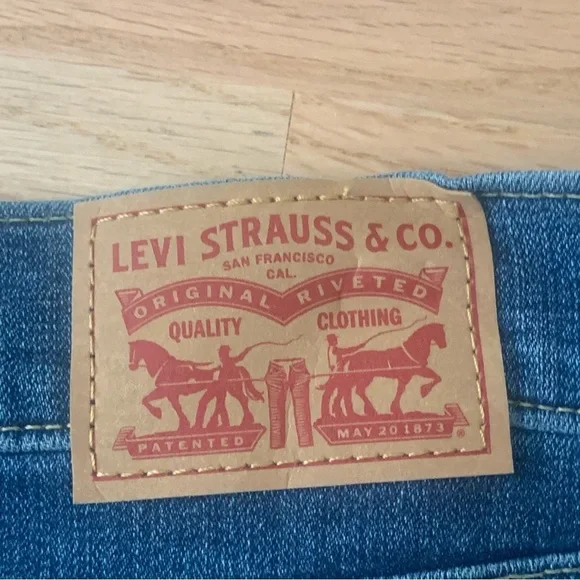 LEVI STRAUSS & CO.
SAN FRANCISCO
CAL.
ORIGINAL RIVETED
QUALITY CLOTHING
PATENTED MAY 20 1873 ®